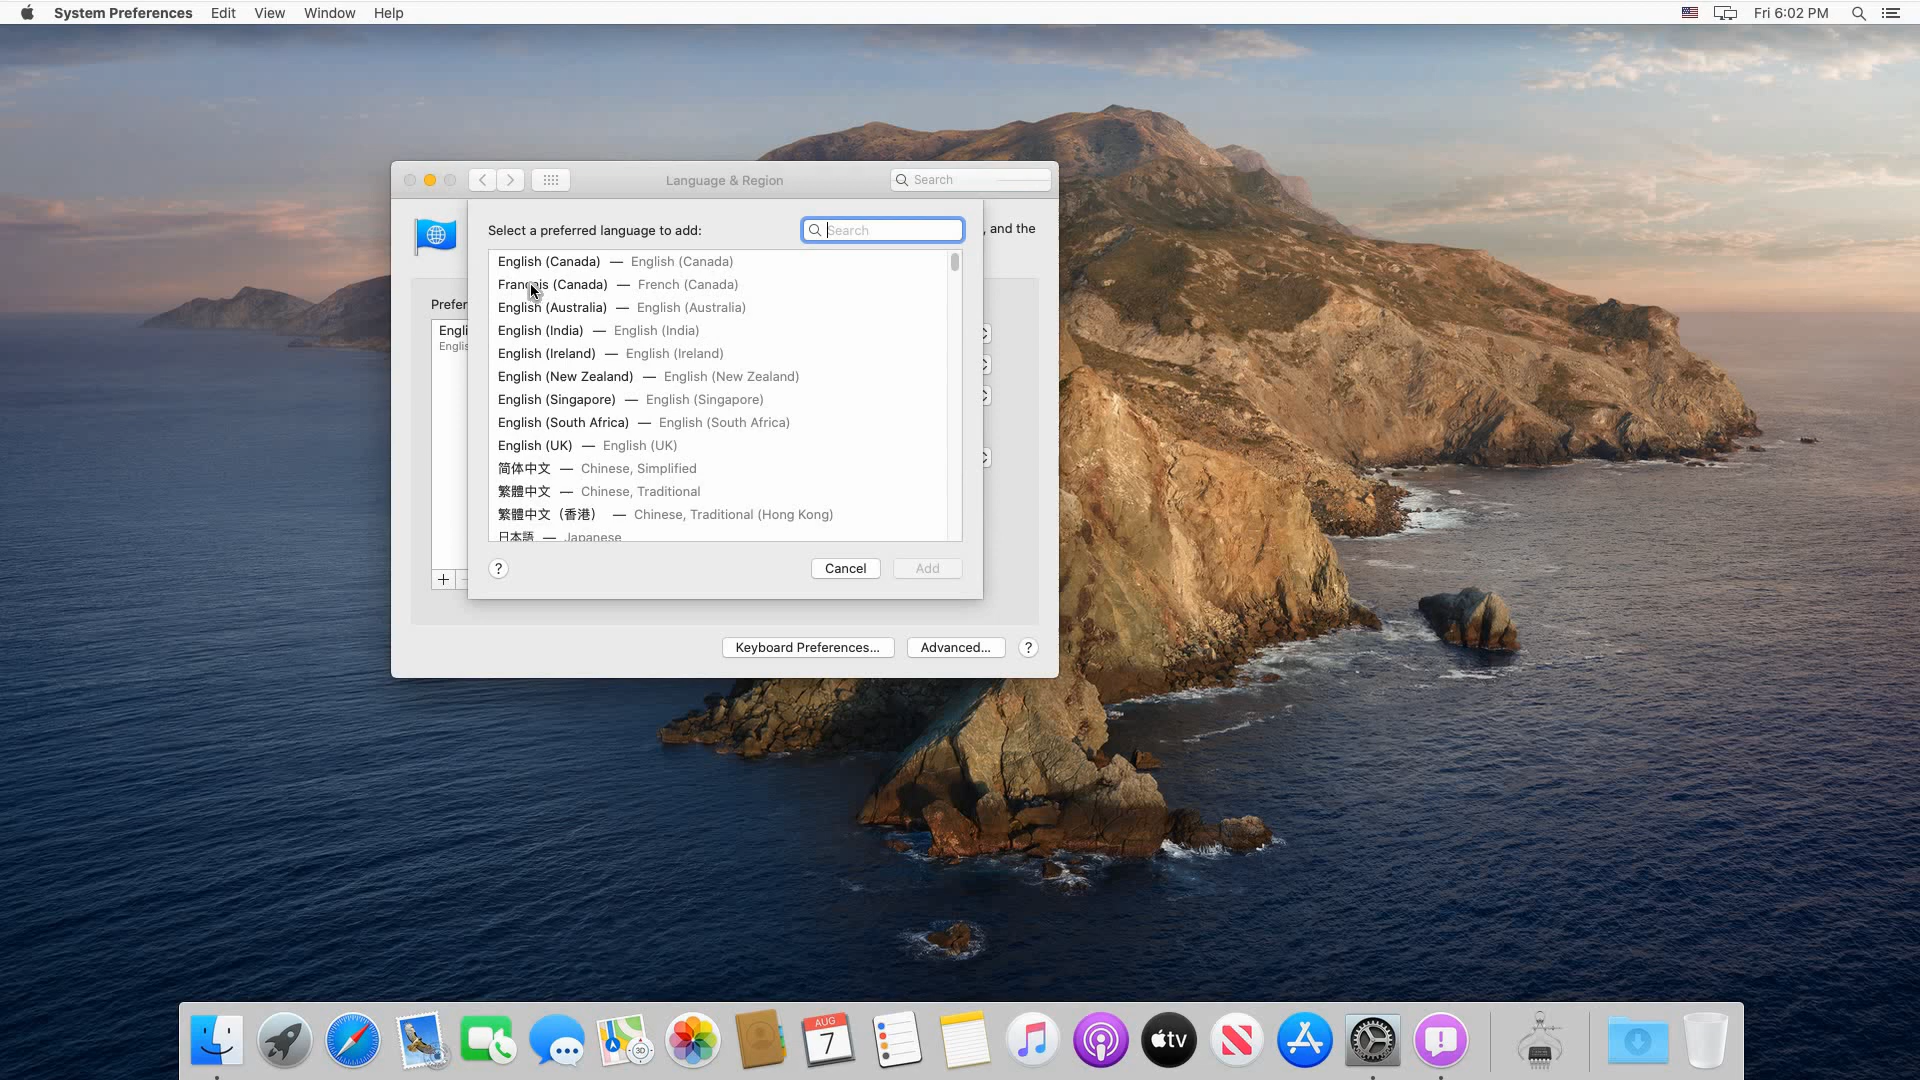 System Preferences Edit View Window Help
Fri 6:02 PM
Language & Region
Search
Select a preferred language to add:
Search
, and the
English (Canada) — English (Canada)
Français (Canada) — French (Canada)
English (Australia) — English (Australia)
English (India) — English (India)
English (Ireland) — English (Ireland)
English (New Zealand) — English (New Zealand)
English (Singapore) — English (Singapore)
English (South Africa) — English (South Africa)
English (UK) — English (UK)
简体中文 — Chinese, Simplified
繁體中文 — Chinese, Traditional
繁體中文（香港） — Chinese, Traditional (Hong Kong)
日本語 — Japanese
Prefer
Engli
Englis
+
?
Cancel
Add
Keyboard Preferences...
Advanced...
?
3D
AUG
7
tv